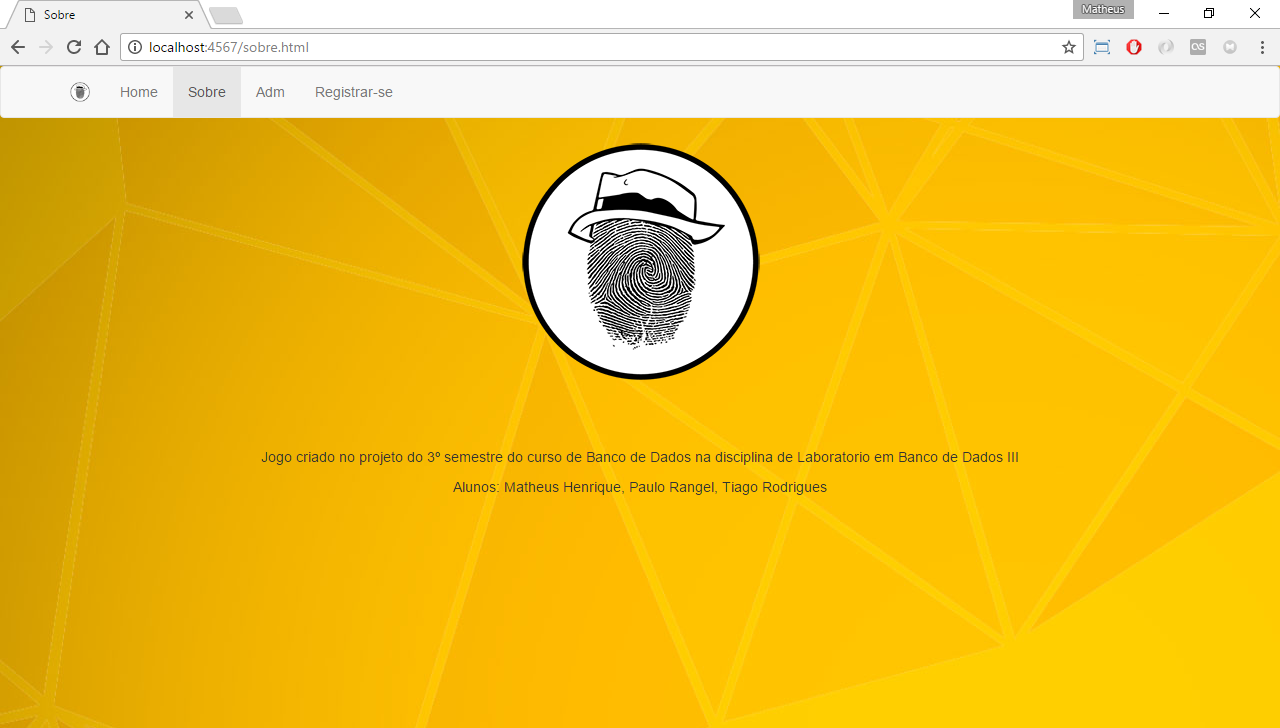 Sobre
Matheus
localhost:4567/sobre.html
Home Sobre Adm Registrar-se
Jogo criado no projeto do 3º semestre do curso de Banco de Dados na disciplina de Laboratorio em Banco de Dados III
Alunos: Matheus Henrique, Paulo Rangel, Tiago Rodrigues